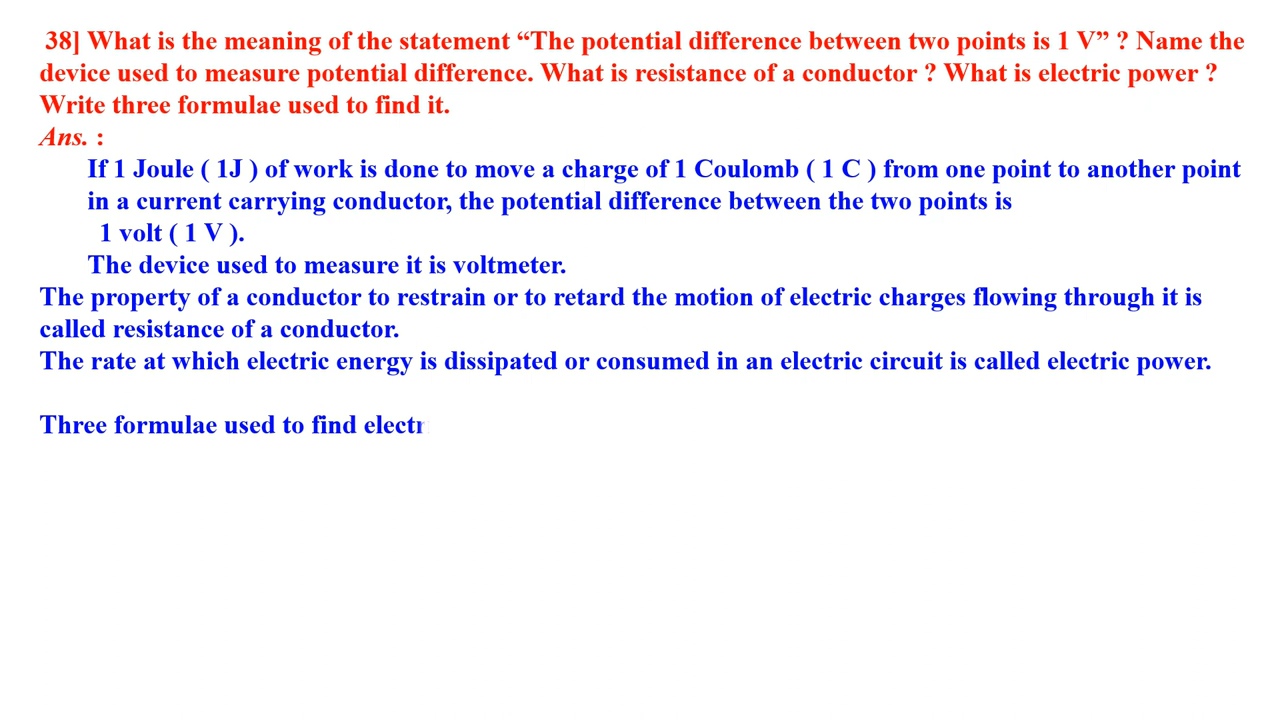 38] What is the meaning of the statement “The potential difference between two points is 1 V” ? Name the
device used to measure potential difference. What is resistance of a conductor ? What is electric power ?
Write three formulae used to find it.
Ans. :
If 1 Joule ( 1J ) of work is done to move a charge of 1 Coulomb ( 1 C ) from one point to another point
in a current carrying conductor, the potential difference between the two points is
1 volt ( 1 V ).
The device used to measure it is voltmeter.
The property of a conductor to restrain or to retard the motion of electric charges flowing through it is
called resistance of a conductor.
The rate at which electric energy is dissipated or consumed in an electric circuit is called electric power.
Three formulae used to find electr